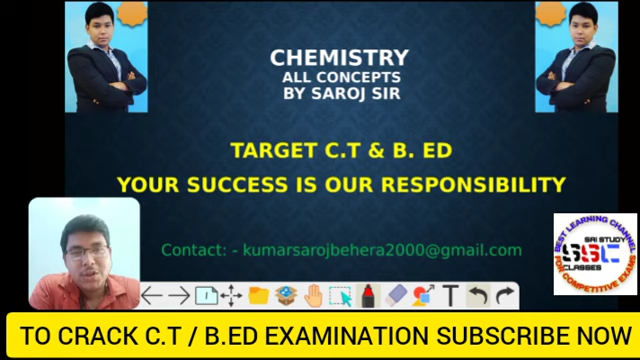 CHEMISTRY
ALL CONCEPTS
BY SAROJ SIR
TARGET C.T & B. ED
YOUR SUCCESS IS OUR RESPONSIBILITY
Contact: - kumarsarojbehera2000@gmail.com
BEST LEARNING CHANNEL
SAI STUDY
SSC
CLASSES
FOR COMPETITIVE EXAMS
TO CRACK C.T / B.ED EXAMINATION SUBSCRIBE NOW